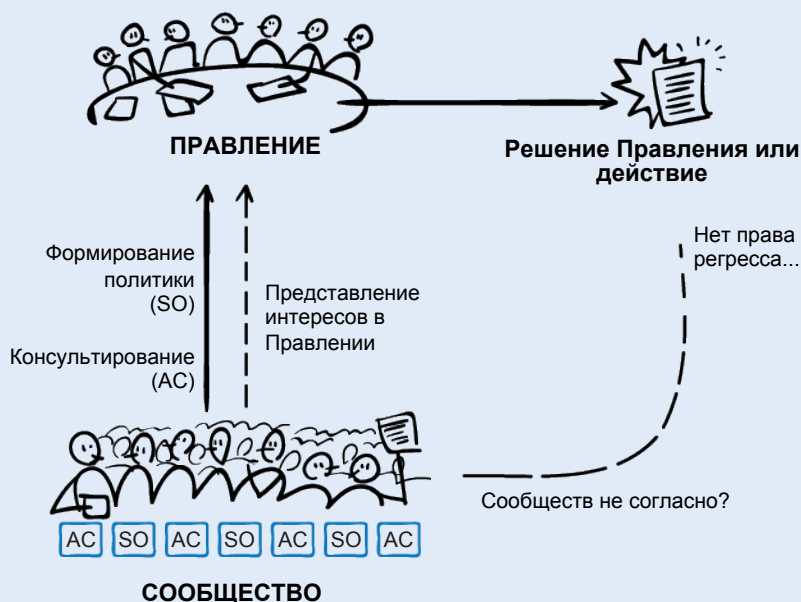 ПРАВЛЕНИЕ
Решение Правления или
действие
Формирование
политики
(SO)
Консультирование
(AC)
Представление
интересов в
Правлении
Нет права
регресса...
Сообществ не согласно?
AC SO AC SO AC SO AC
СООБЩЕСТВО